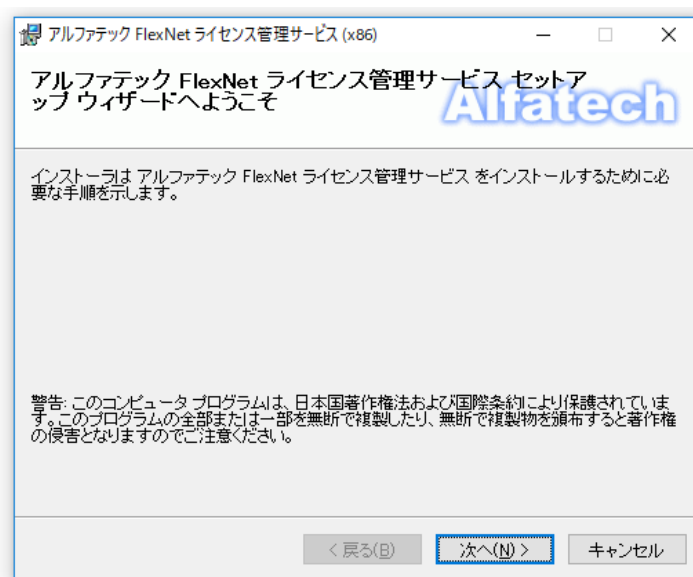 アルファテック FlexNet ライセンス管理サービス (x86)
アルファテック FlexNet ライセンス管理サービス セットア
ップ ウィザードへようこそ
Alfatech
インストーラは アルファテック FlexNet ライセンス管理サービス をインストールするために必
要な手順を示します。
警告: このコンピュータ プログラムは、日本国著作権法および国際条約により保護されていま
す。このプログラムの全部または一部を無断で複製したり、無断で複製物を頒布すると著作権
の侵害となりますのでご注意ください。
< 戻る(B)
次へ(N) >
キャンセル